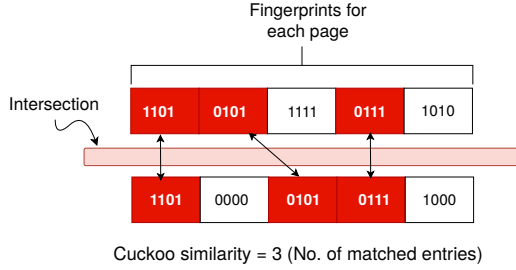 Fingerprints for
each page
Intersection
1101 0101 1111 0111 1010
1101 0000 0101 0111 1000
Cuckoo similarity = 3 (No. of matched entries)